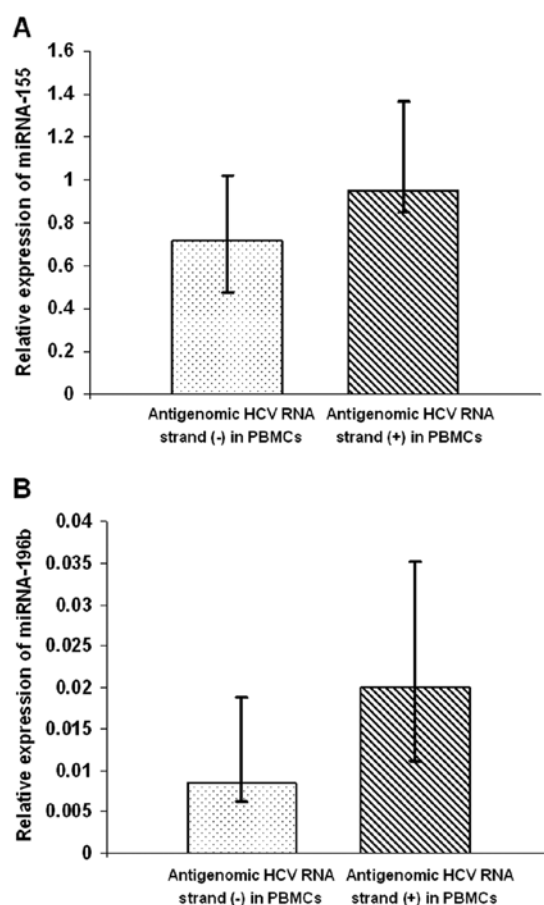 A
Relative expression of miRNA-155
1.6
1.4
1.2
1
0.8
0.6
0.4
0.2
0
Antigenomic HCV RNA
strand (-) in PBMCs
Antigenomic HCV RNA
strand (+) in PBMCs
B
Relative expression of miRNA-196b
0.04
0.035
0.03
0.025
0.02
0.015
0.01
0.005
0
Antigenomic HCV RNA
strand (-) in PBMCs
Antigenomic HCV RNA
strand (+) in PBMCs